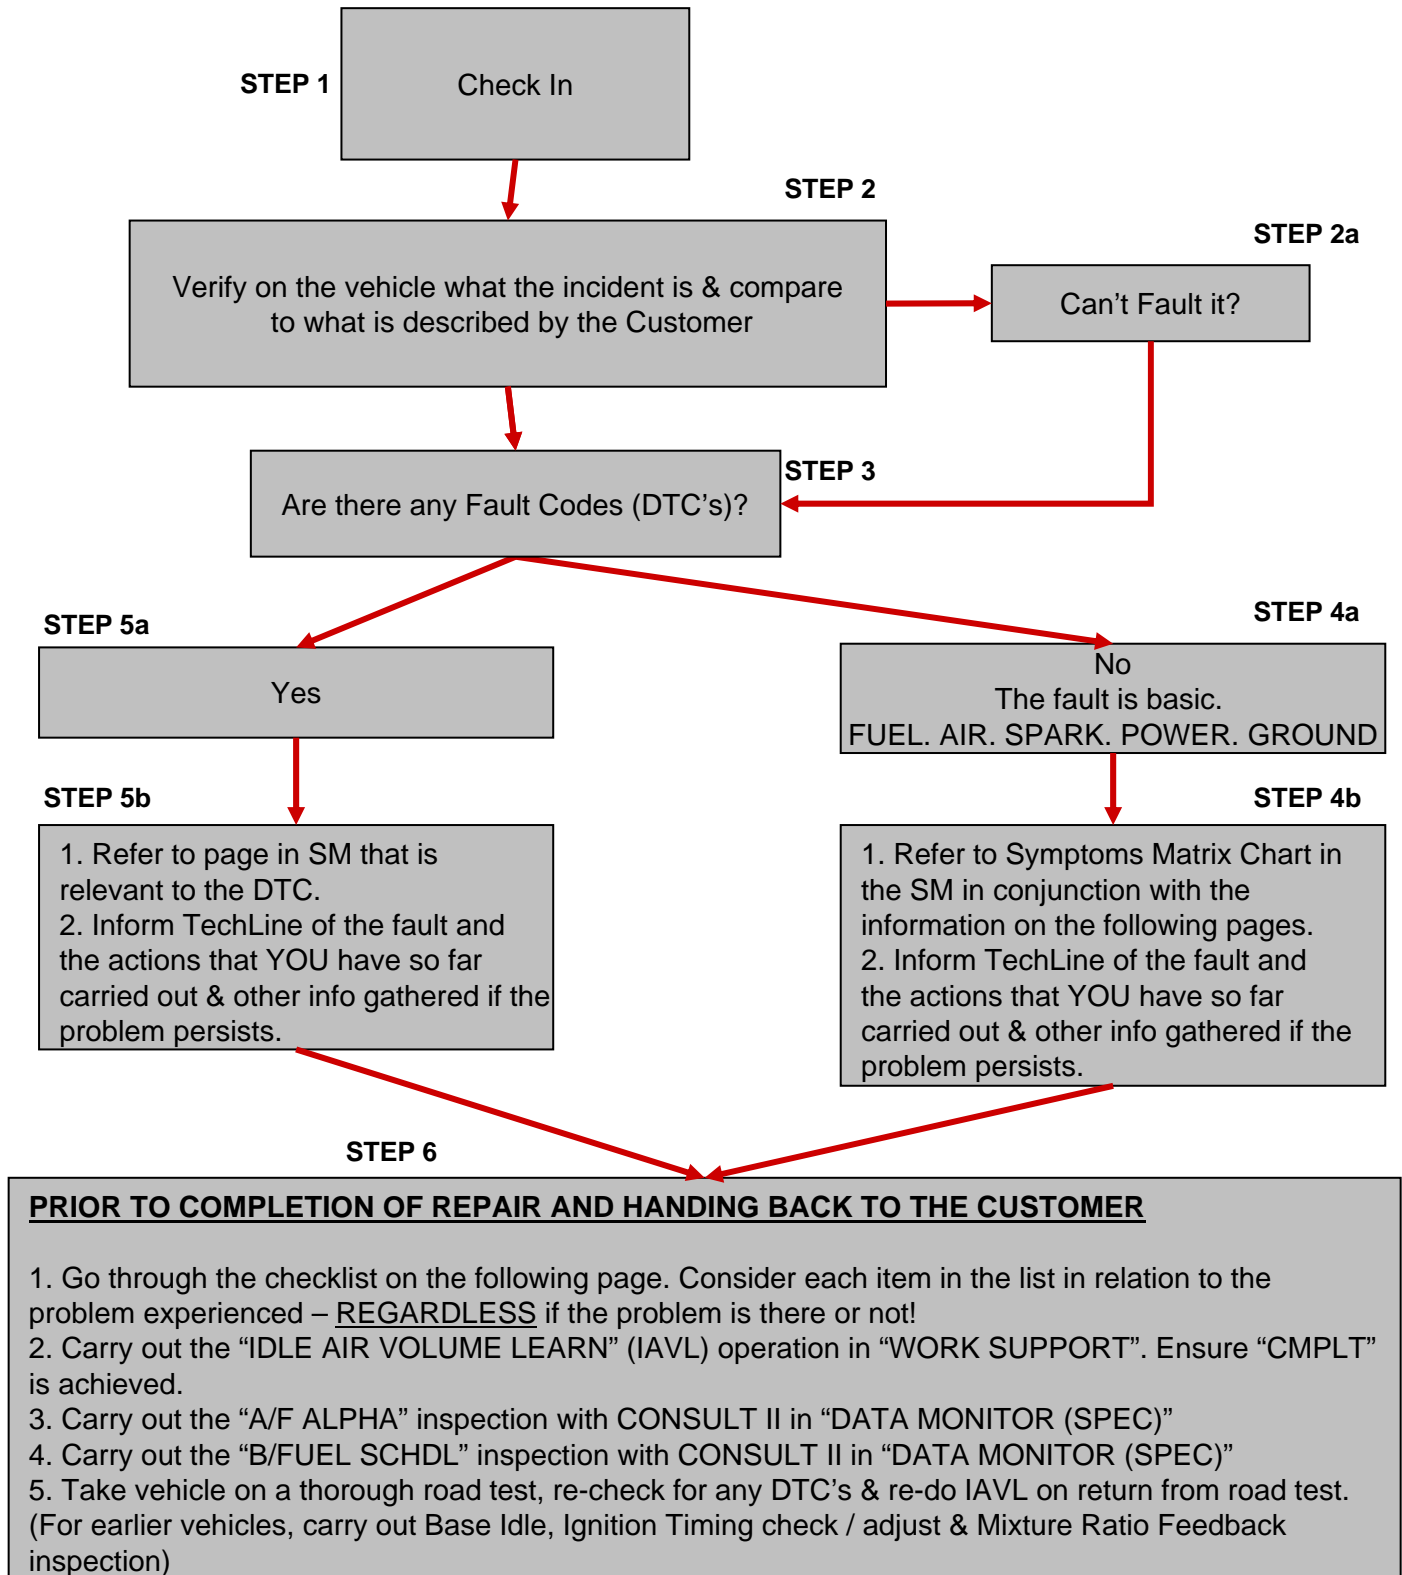 STEP 1
Check In
STEP 2
Verify on the vehicle what the incident is & compare
to what is described by the Customer
STEP 2a
Can’t Fault it?
STEP 3
Are there any Fault Codes (DTC’s)?
STEP 5a
Yes
STEP 4a
No
The fault is basic.
FUEL. AIR. SPARK. POWER. GROUND
STEP 5b
1. Refer to page in SM that is
relevant to the DTC.
2. Inform TechLine of the fault and
the actions that YOU have so far
carried out & other info gathered if the
problem persists.
STEP 4b
1. Refer to Symptoms Matrix Chart in
the SM in conjunction with the
information on the following pages.
2. Inform TechLine of the fault and
the actions that YOU have so far
carried out & other info gathered if the
problem persists.
STEP 6
PRIOR TO COMPLETION OF REPAIR AND HANDING BACK TO THE CUSTOMER
1. Go through the checklist on the following page. Consider each item in the list in relation to the
problem experienced – REGARDLESS if the problem is there or not!
2. Carry out the “IDLE AIR VOLUME LEARN” (IAVL) operation in “WORK SUPPORT”. Ensure “CMPLT”
is achieved.
3. Carry out the “A/F ALPHA” inspection with CONSULT II in “DATA MONITOR (SPEC)”
4. Carry out the “B/FUEL SCHDL” inspection with CONSULT II in “DATA MONITOR (SPEC)”
5. Take vehicle on a thorough road test, re-check for any DTC’s & re-do IAVL on return from road test.
(For earlier vehicles, carry out Base Idle, Ignition Timing check / adjust & Mixture Ratio Feedback
inspection)